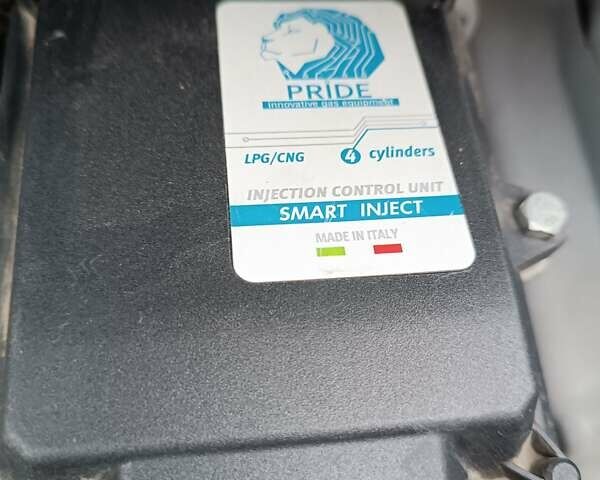 PRIDE
Innovative gas equipment
LPG/CNG 4 cylinders
INJECTION CONTROL UNIT
SMART INJECT
MADE IN ITALY